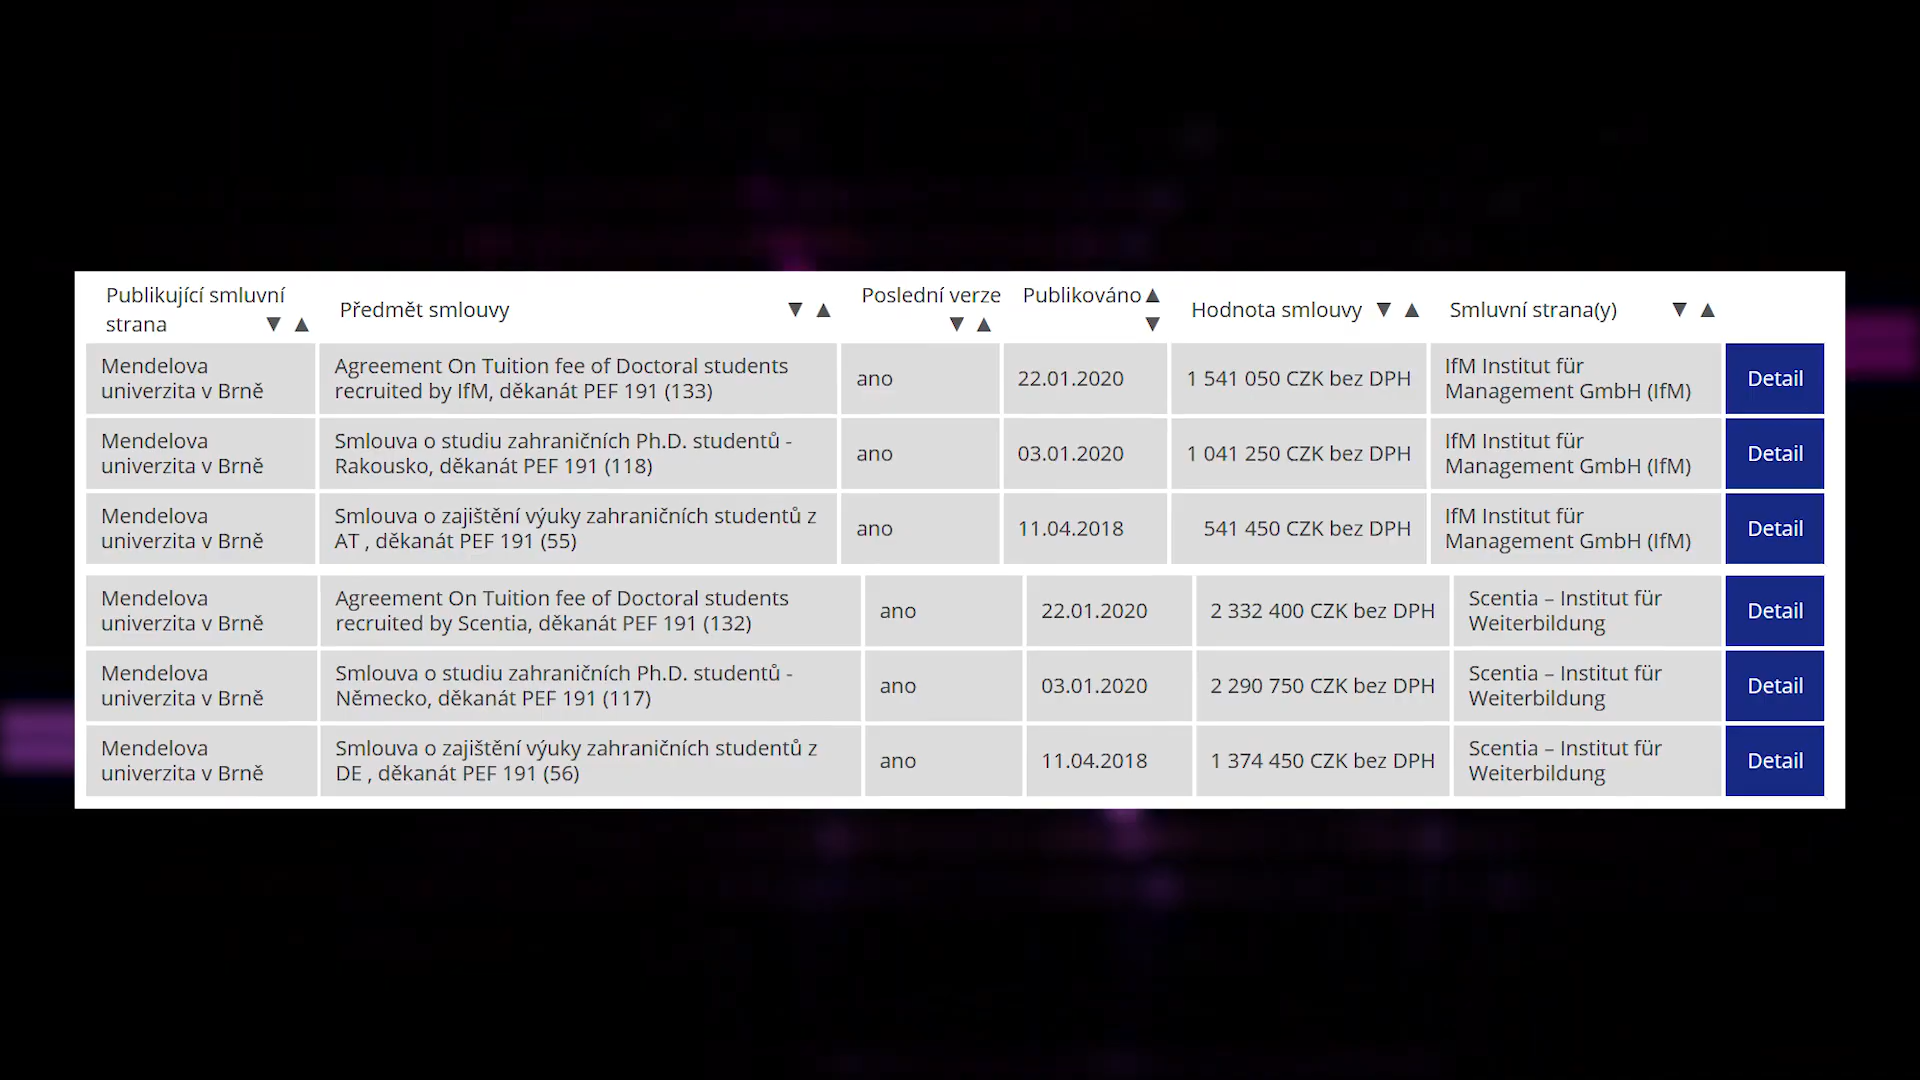 Publikující smluvní
strana ▼ ▲
Předmět smlouvy ▼ ▲
Poslední verze
▼ ▲
Publikováno▲
▼
Hodnota smlouvy ▼ ▲
Smluvní strana(y) ▼ ▲
Mendelova
univerzita v Brně
Agreement On Tuition fee of Doctoral students
recruited by IfM, děkanát PEF 191 (133)
ano
22.01.2020
1 541 050 CZK bez DPH
IfM Institut für
Management GmbH (IfM)
Detail
Mendelova
univerzita v Brně
Smlouva o studiu zahraničních Ph.D. studentů -
Rakousko, děkanát PEF 191 (118)
ano
03.01.2020
1 041 250 CZK bez DPH
IfM Institut für
Management GmbH (IfM)
Detail
Mendelova
univerzita v Brně
Smlouva o zajištění výuky zahraničních studentů z
AT , děkanát PEF 191 (55)
ano
11.04.2018
541 450 CZK bez DPH
IfM Institut für
Management GmbH (IfM)
Detail
Mendelova
univerzita v Brně
Agreement On Tuition fee of Doctoral students
recruited by Scentia, děkanát PEF 191 (132)
ano
22.01.2020
2 332 400 CZK bez DPH
Scentia – Institut für
Weiterbildung
Detail
Mendelova
univerzita v Brně
Smlouva o studiu zahraničních Ph.D. studentů -
Německo, děkanát PEF 191 (117)
ano
03.01.2020
2 290 750 CZK bez DPH
Scentia – Institut für
Weiterbildung
Detail
Mendelova
univerzita v Brně
Smlouva o zajištění výuky zahraničních studentů z
DE , děkanát PEF 191 (56)
ano
11.04.2018
1 374 450 CZK bez DPH
Scentia – Institut für
Weiterbildung
Detail